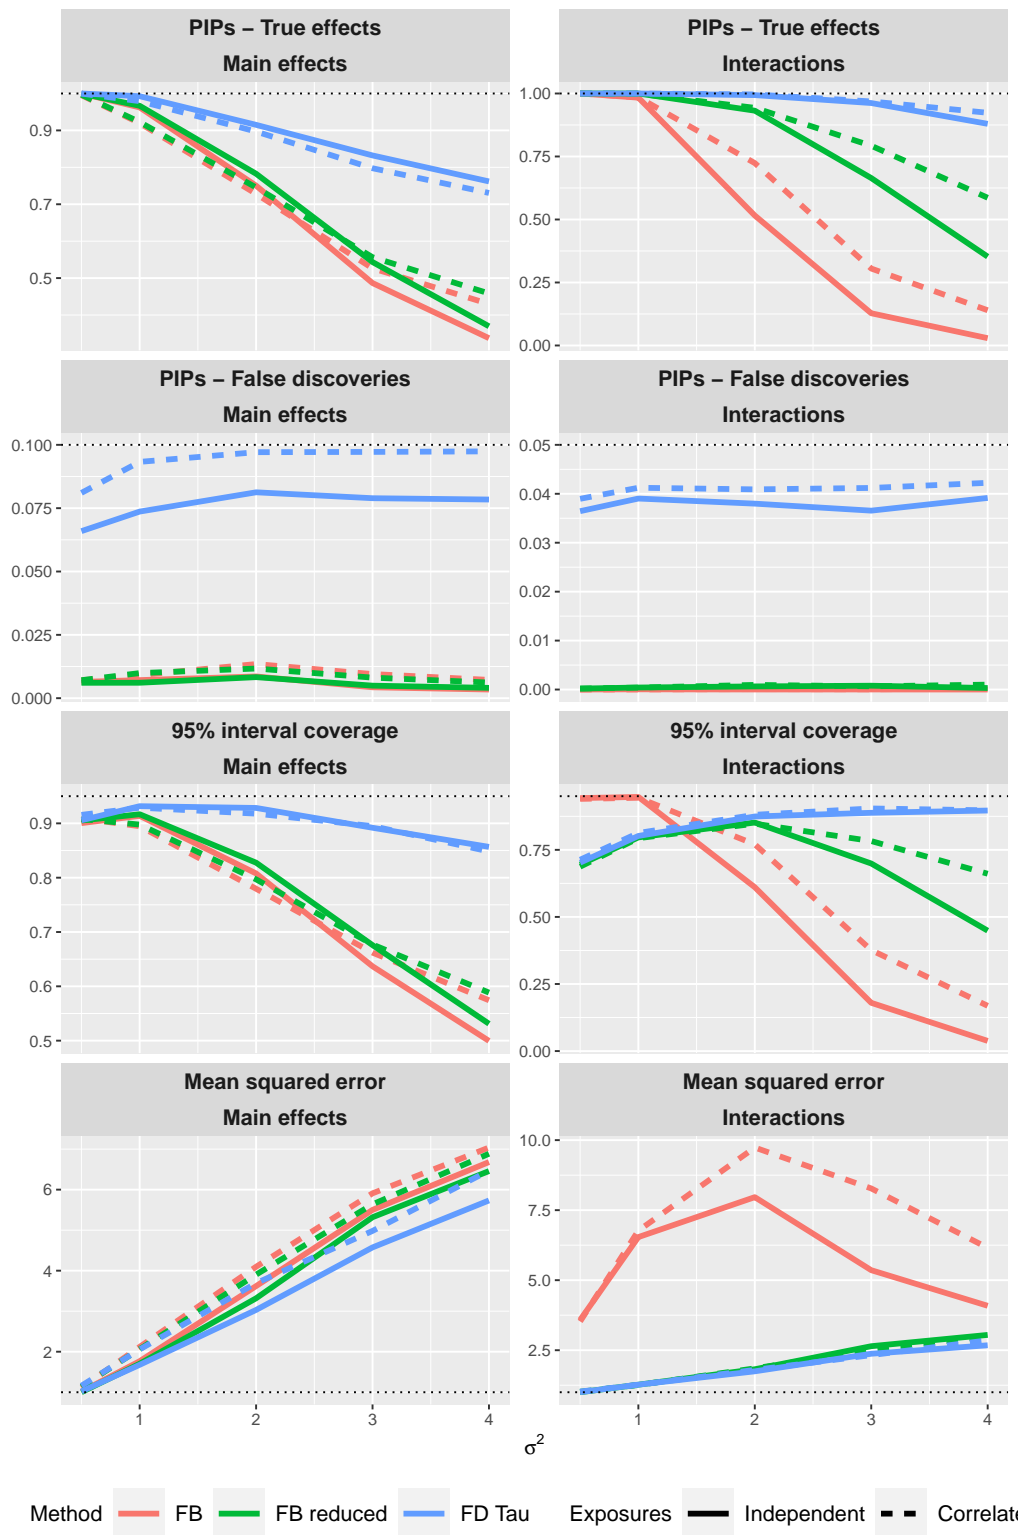 PIPs – True effects
Main effects
0.9
0.7
0.5
PIPs – True effects
Interactions
1.00
0.75
0.50
0.25
0.00
PIPs – False discoveries
Main effects
0.100
0.075
0.050
0.025
0.000
PIPs – False discoveries
Interactions
0.05
0.04
0.03
0.02
0.01
0.00
95% interval coverage
Main effects
0.9
0.8
0.7
0.6
0.5
95% interval coverage
Interactions
0.75
0.50
0.25
0.00
Mean squared error
Main effects
6
4
2
1 2 3 4
Mean squared error
Interactions
10.0
7.5
5.0
2.5
1 2 3 4
σ²
Method FB FB reduced FD Tau Exposures Independent Correlate